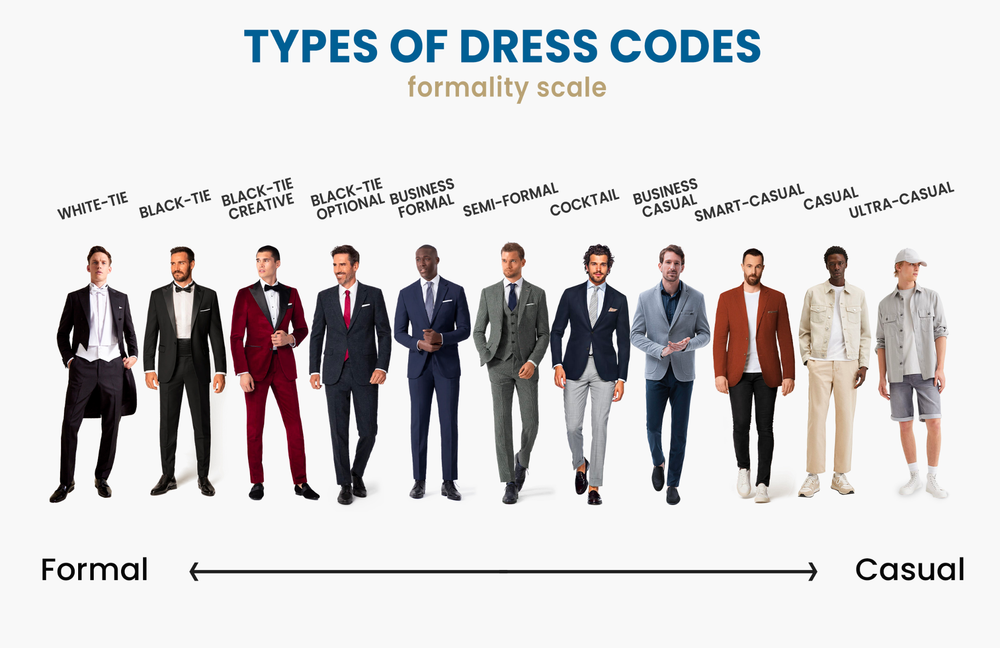 TYPES OF DRESS CODES
formality scale
WHITE-TIE
BLACK-TIE
BLACK-TIE
CREATIVE
BLACK-TIE
OPTIONAL
BUSINESS
FORMAL
SEMI-FORMAL
COCKTAIL
BUSINESS
CASUAL
SMART-CASUAL
CASUAL
ULTRA-CASUAL
Formal
Casual